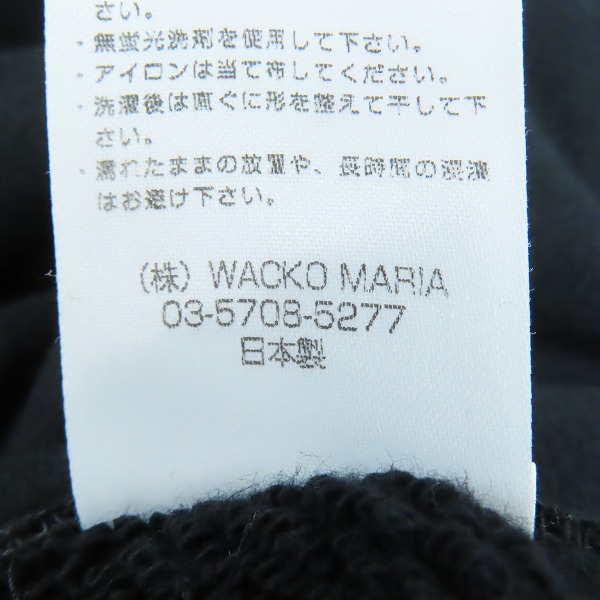 さい。
・無蛍光洗剤を使用して下さい。
・アイロンは当て布してください。
・洗濯後は直ぐに形を整えて干して下
さい。
・濡れたままの放置や、長時間の浸漬
はお避け下さい。
(株) WACKO MARIA
03-5708-5277
日本製